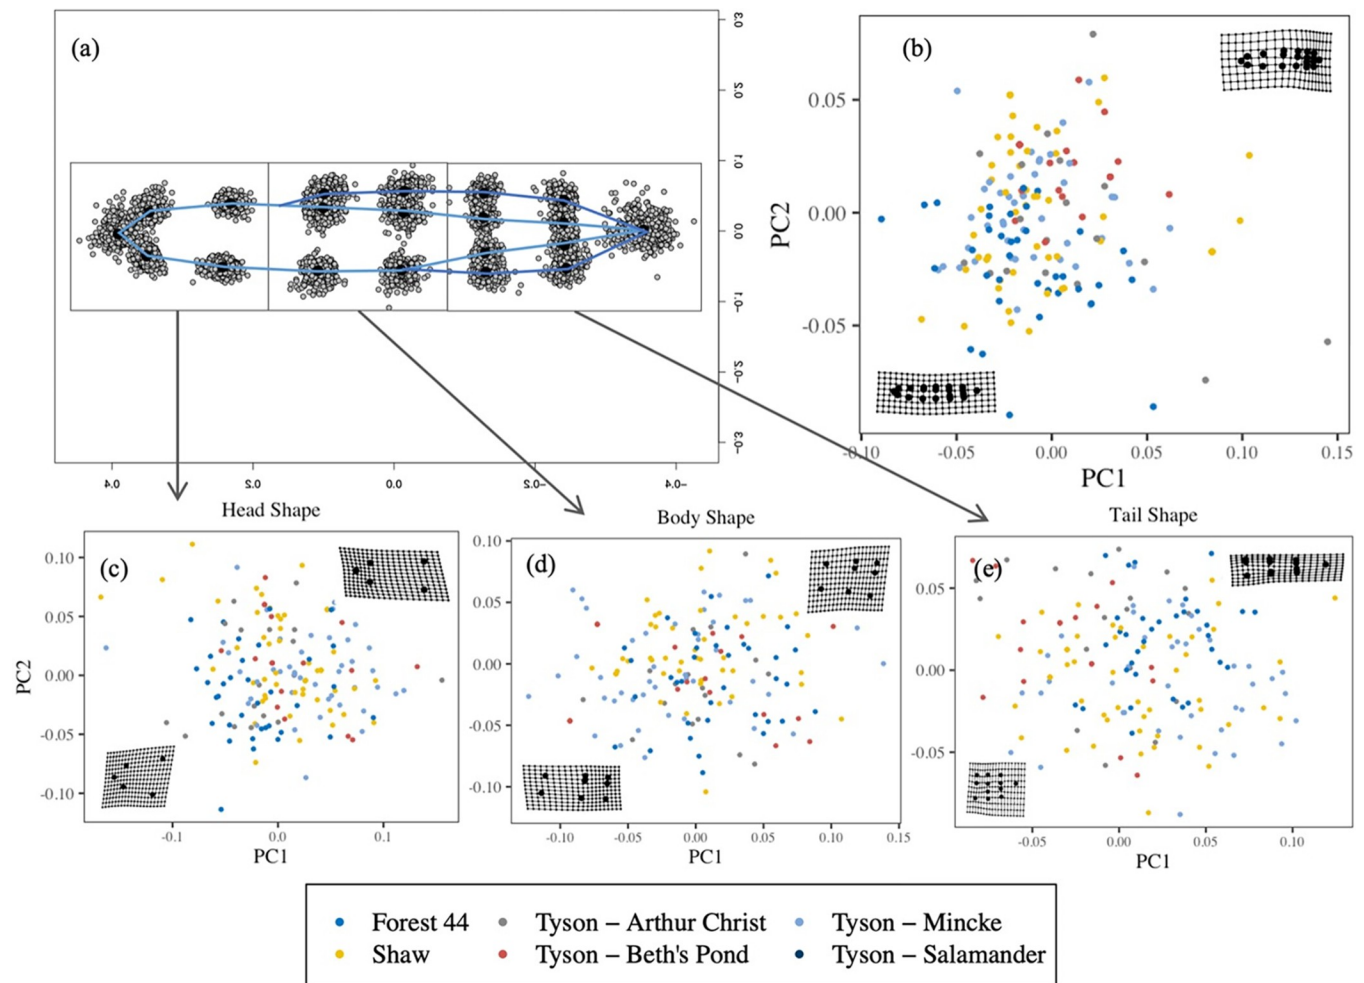 (a)
0.3
0.2
0.1
0.0
-0.1
-0.2
-0.3
0.4
0.2
0.0
-0.2
-0.4
(b)
0.05
0.00
-0.05
PC2
-0.10
-0.05
0.00
0.05
0.10
0.15
PC1
Head Shape
(c)
0.10
0.05
0.00
-0.05
-0.10
PC2
-0.1
0.0
0.1
PC1
Body Shape
(d)
0.10
0.05
0.00
-0.05
-0.10
-0.10
-0.05
0.00
0.05
0.10
0.15
PC1
Tail Shape
(e)
0.05
0.00
-0.05
-0.05
0.00
0.05
0.10
PC1
Forest 44
Tyson – Arthur Christ
Tyson – Mincke
Shaw
Tyson – Beth's Pond
Tyson – Salamander